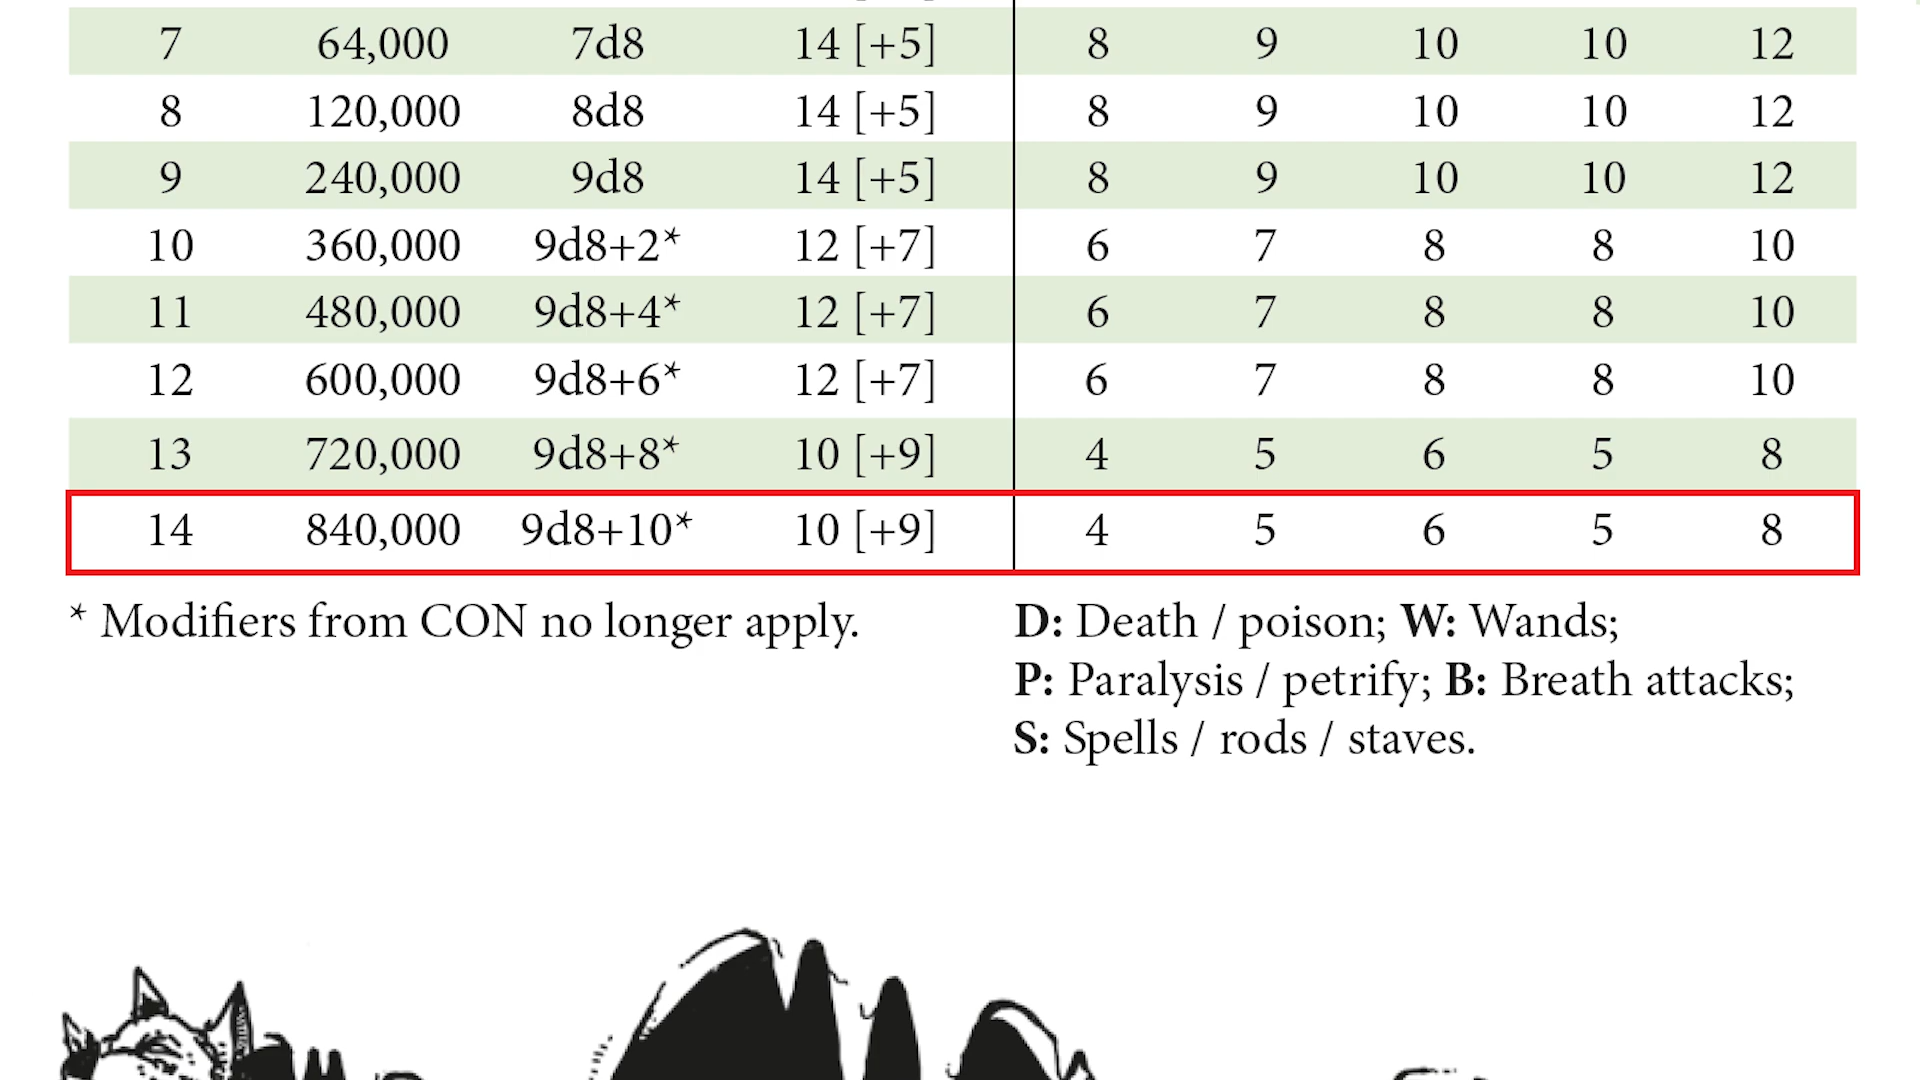 7 64,000 7d8 14 [+5] 8 9 10 10 12
8 120,000 8d8 14 [+5] 8 9 10 10 12
9 240,000 9d8 14 [+5] 8 9 10 10 12
10 360,000 9d8+2* 12 [+7] 6 7 8 8 10
11 480,000 9d8+4* 12 [+7] 6 7 8 8 10
12 600,000 9d8+6* 12 [+7] 6 7 8 8 10
13 720,000 9d8+8* 10 [+9] 4 5 6 5 8
14 840,000 9d8+10* 10 [+9] 4 5 6 5 8
* Modifiers from CON no longer apply.
D: Death / poison; W: Wands;
P: Paralysis / petrify; B: Breath attacks;
S: Spells / rods / staves.